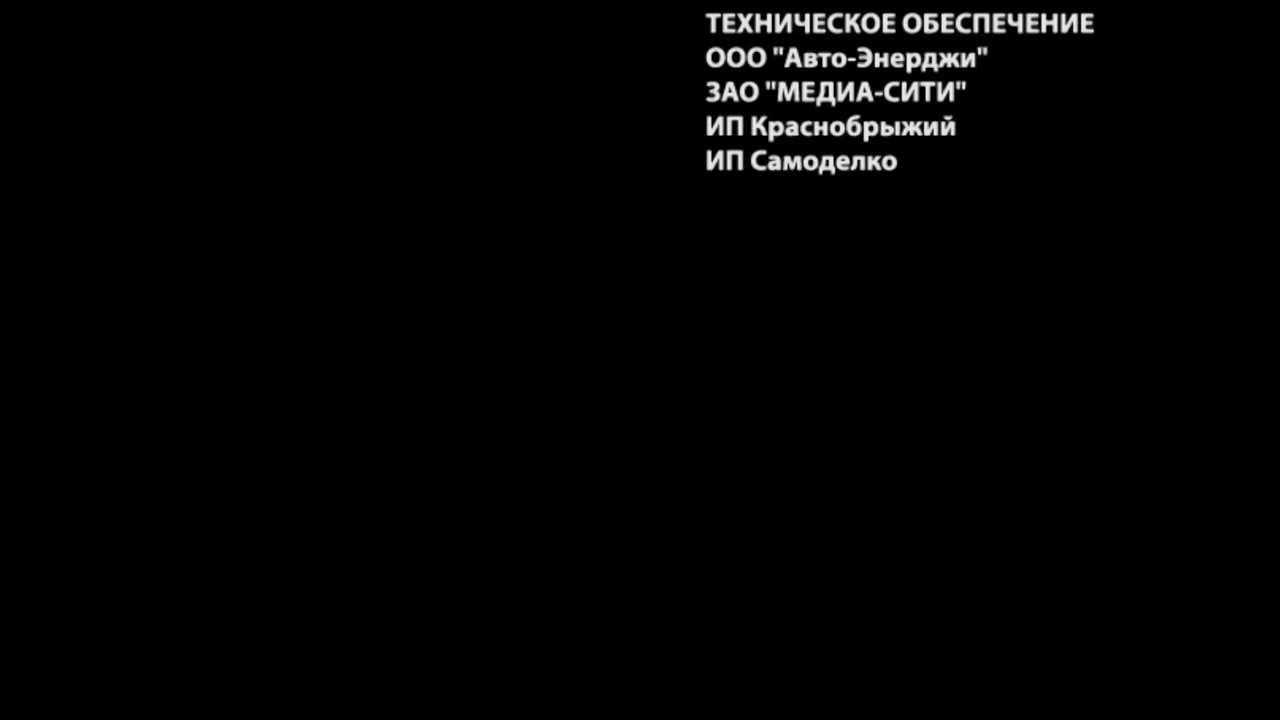 ТЕХНИЧЕСКОЕ ОБЕСПЕЧЕНИЕ
ООО "Авто-Энерджи"
ЗАО "МЕДИА-СИТИ"
ИП Краснобрыжий
ИП Самоделко